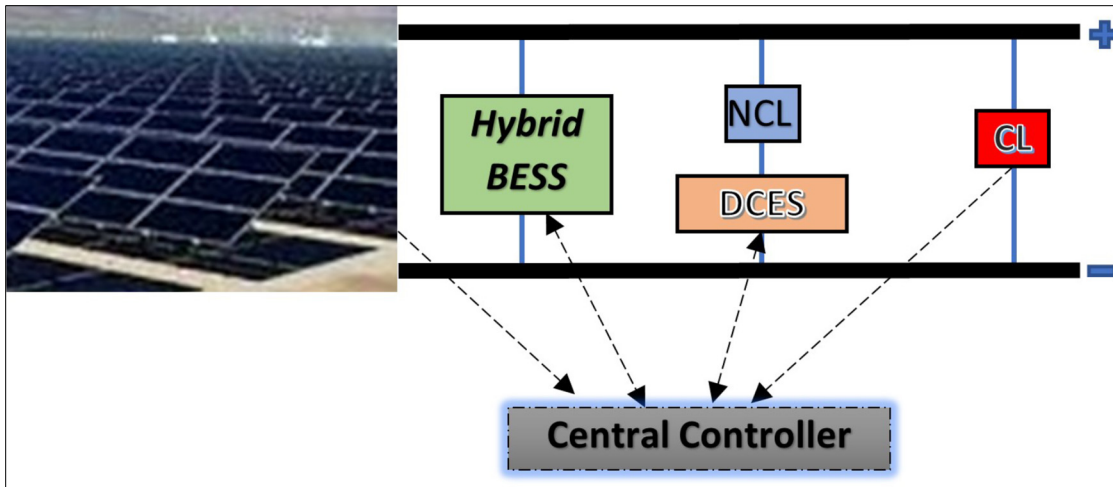 +
Hybrid
BESS
NCL
DCES
CL
−
Central Controller